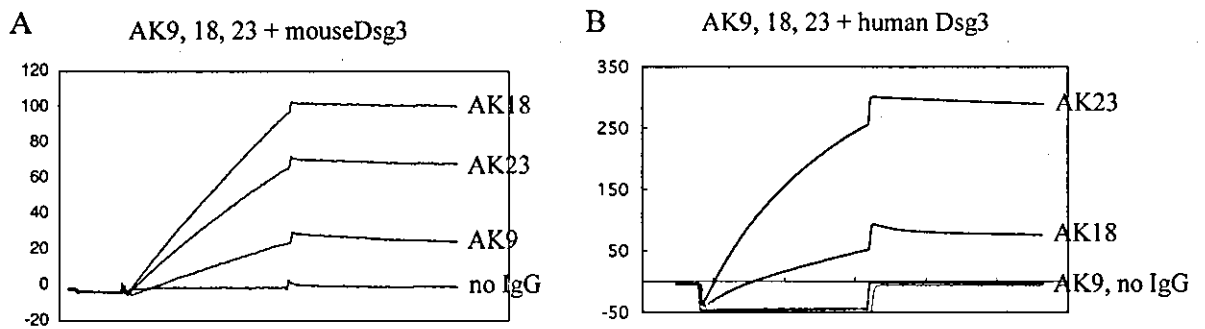 A
AK9, 18, 23 + mouseDsg3
120
100
80
60
40
20
0
-20
AK18
AK23
AK9
no IgG
B
AK9, 18, 23 + human Dsg3
350
250
150
50
-50
AK23
AK18
AK9, no IgG